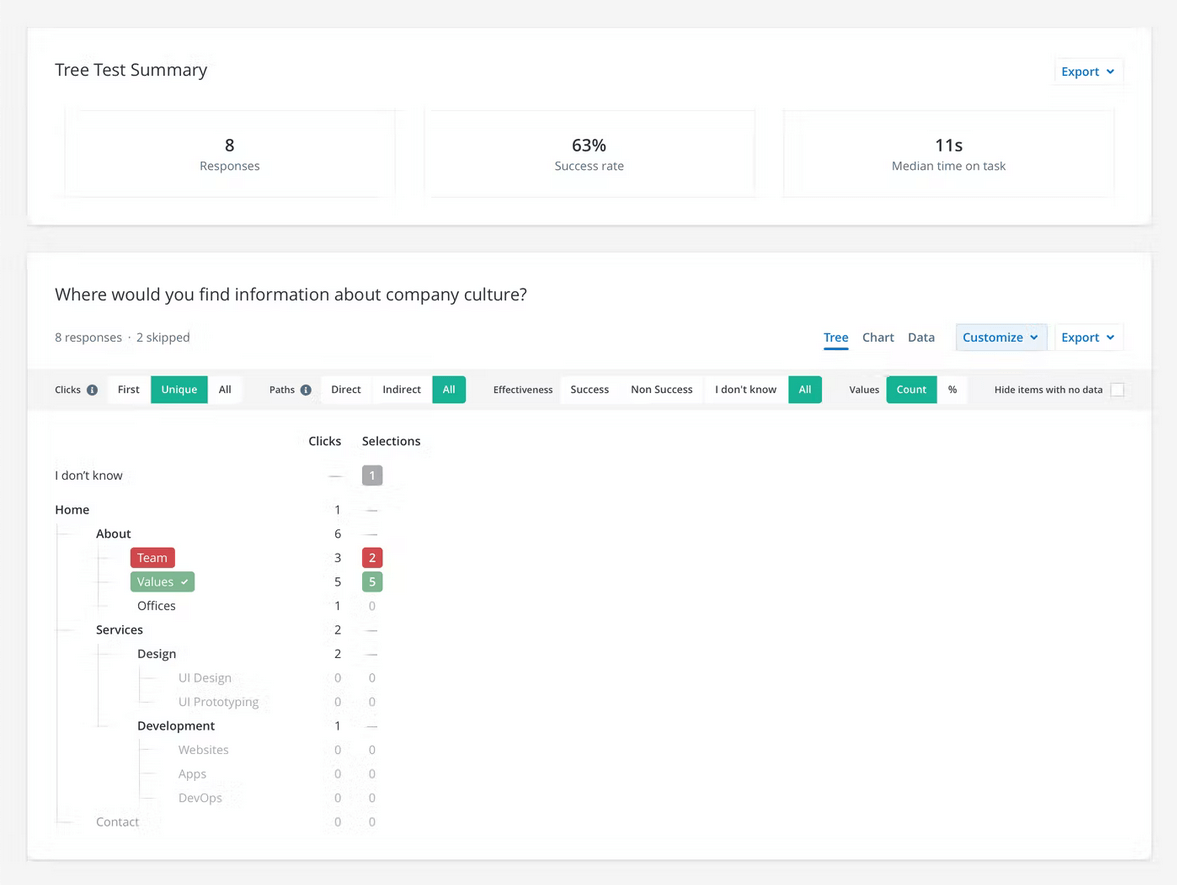 Tree Test Summary
Export
8
Responses
63%
Success rate
11s
Median time on task
Where would you find information about company culture?
8 responses · 2 skipped
Tree Chart Data Customize Export
Clicks i First Unique All Paths i Direct Indirect All Effectiveness Success Non Success I don't know All Values Count % Hide items with no data
Clicks Selections
I don't know — 1
Home 1 —
About 6 —
Team 3 2
Values ✓ 5 5
Offices 1 0
Services 2 —
Design 2 —
UI Design 0 0
UI Prototyping 0 0
Development 1 —
Websites 0 0
Apps 0 0
DevOps 0 0
Contact 0 0